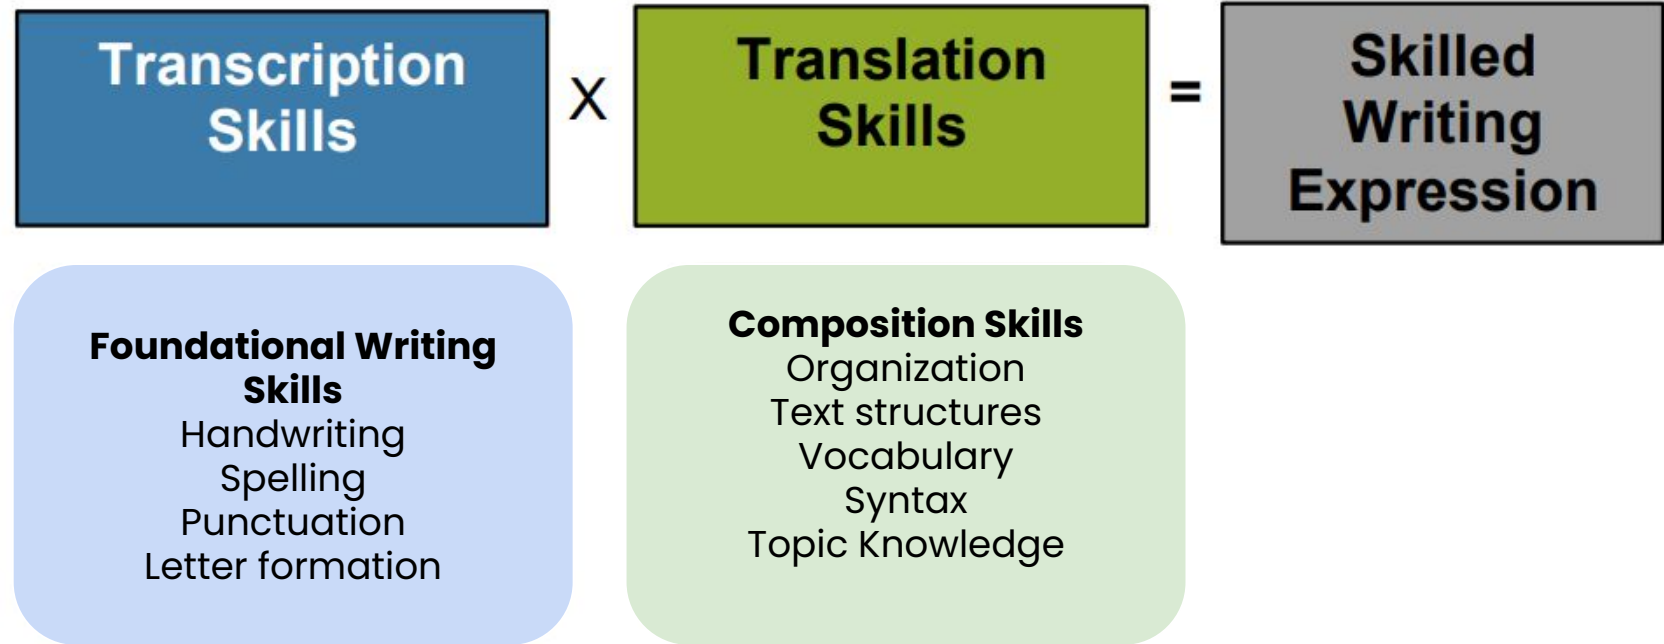 Transcription
Skills
X
Translation
Skills
=
Skilled
Writing
Expression
Foundational Writing
Skills
Handwriting
Spelling
Punctuation
Letter formation
Composition Skills
Organization
Text structures
Vocabulary
Syntax
Topic Knowledge